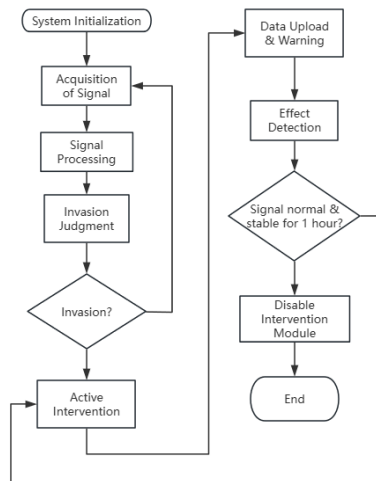 System Initialization
Acquisition
of Signal
Signal
Processing
Invasion
Judgment
Invasion?
Active
Intervention
Data Upload
& Warning
Effect
Detection
Signal normal &
stable for 1 hour?
Disable
Intervention
Module
End